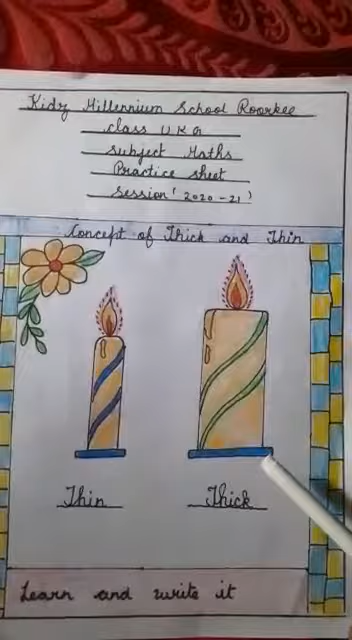 Kidz Millennium School Roorkee
class U K G
subject Maths
Practice sheet
Session ( 2020 - 21 )
Concept of Thick and Thin
Thin
Thick
Learn and write it